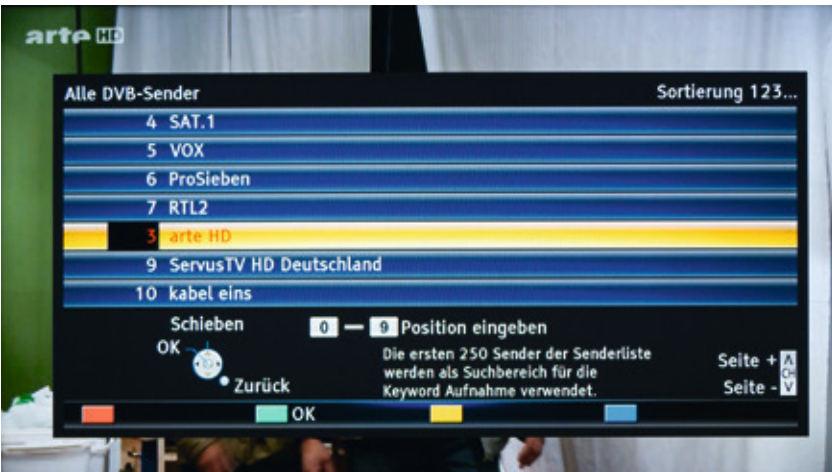 arte HD
Alle DVB-Sender Sortierung 123...
4 SAT.1
5 VOX
6 ProSieben
7 RTL2
3 arte HD
9 ServusTV HD Deutschland
10 kabel eins
Schieben 0 — 9 Position eingeben
OK
Zurück
Die ersten 250 Sender der Senderliste
werden als Suchbereich für die
Keyword Aufnahme verwendet.
Seite + ∧
CH
Seite - ∨
OK